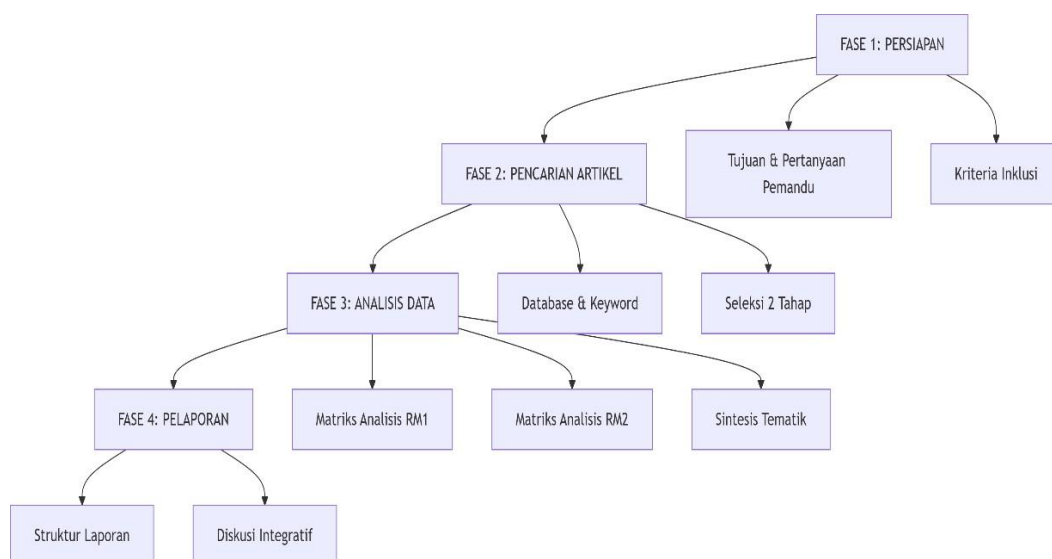 FASE 1: PERSIAPAN
FASE 2: PENCARIAN ARTIKEL
Tujuan & Pertanyaan
Pemandu
Kriteria Inklusi
FASE 3: ANALISIS DATA
Database & Keyword
Seleksi 2 Tahap
FASE 4: PELAPORAN
Matriks Analisis RM1
Matriks Analisis RM2
Sintesis Tematik
Struktur Laporan
Diskusi Integratif